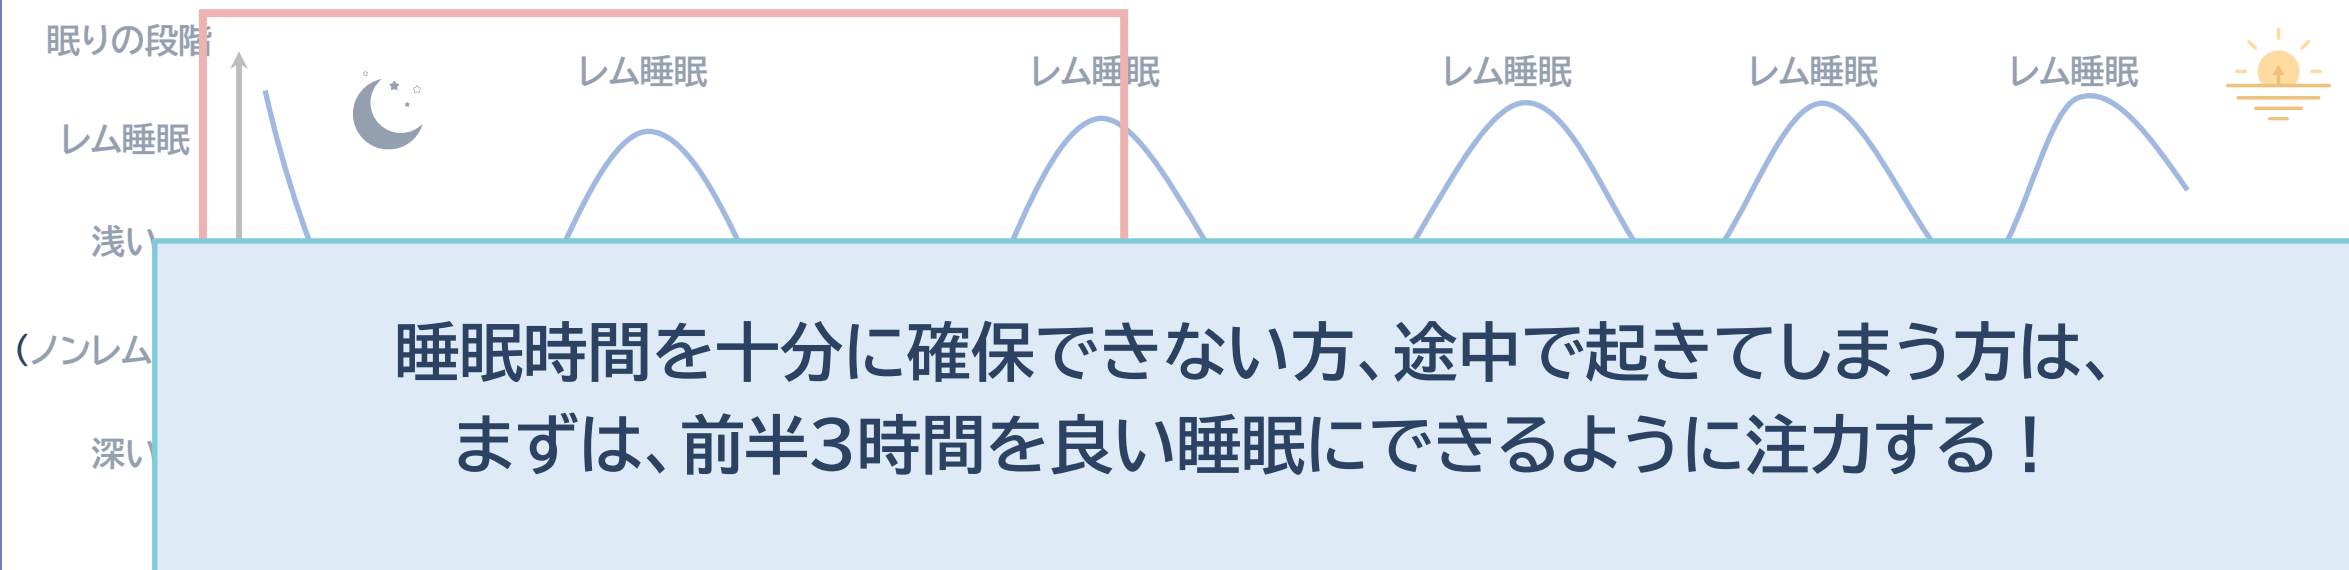 眠りの段階
レム睡眠
レム睡眠
レム睡眠
レム睡眠
レム睡眠
レム睡眠
浅い
(ノンレム
深い
睡眠時間を十分に確保できない方、途中で起きてしまう方は、
まずは、前半3時間を良い睡眠にできるように注力する！